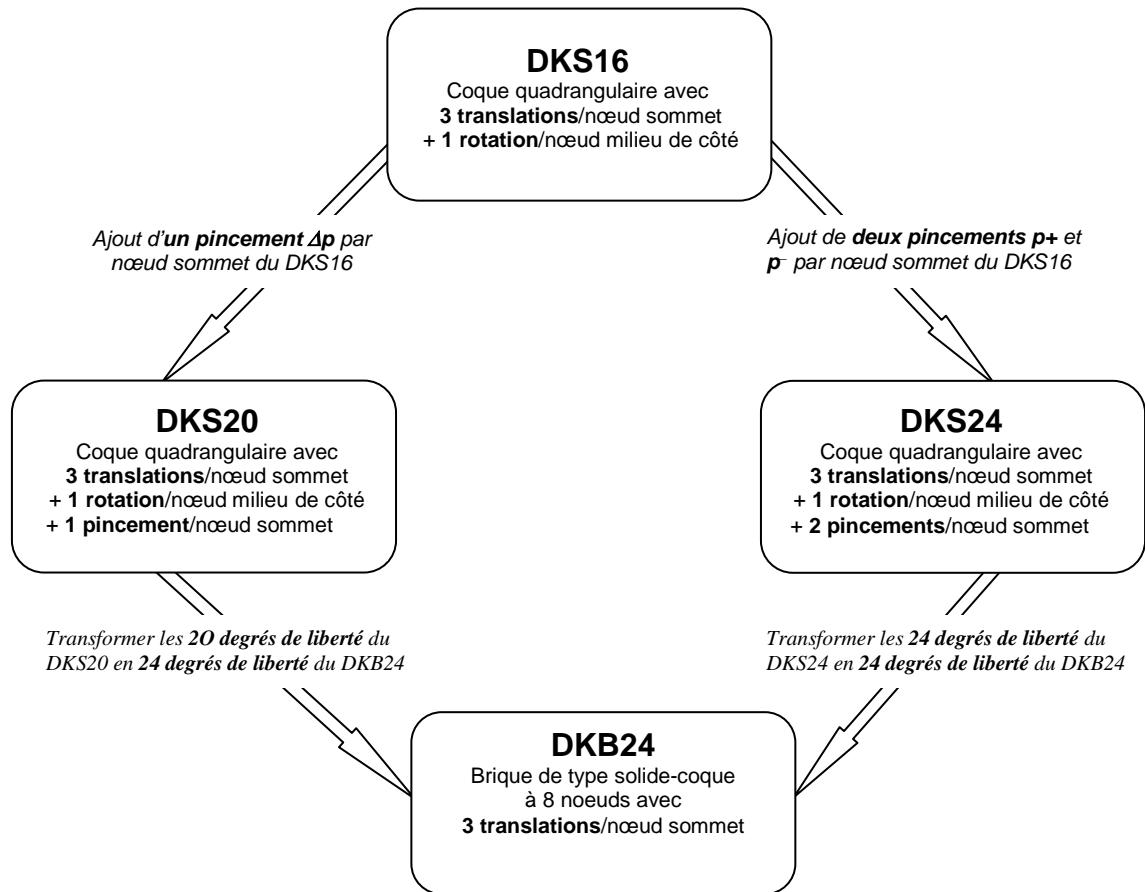 DKS16
Coque quadrangulaire avec
3 translations/nœud sommet
+ 1 rotation/nœud milieu de côté
Ajout d'un pincement Δp par
nœud sommet du DKS16
Ajout de deux pincements p+ et
p⁻ par nœud sommet du DKS16
DKS20
Coque quadrangulaire avec
3 translations/nœud sommet
+ 1 rotation/nœud milieu de côté
+ 1 pincement/nœud sommet
DKS24
Coque quadrangulaire avec
3 translations/nœud sommet
+ 1 rotation/nœud milieu de côté
+ 2 pincements/nœud sommet
Transformer les 2O degrés de liberté du
DKS20 en 24 degrés de liberté du DKB24
Transformer les 24 degrés de liberté du
DKS24 en 24 degrés de liberté du DKB24
DKB24
Brique de type solide-coque
à 8 noeuds avec
3 translations/nœud sommet